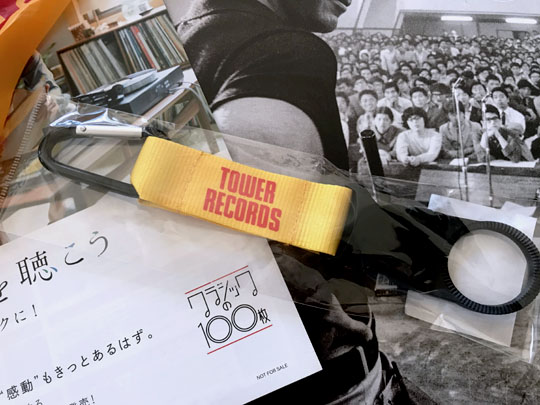 TOWER
RECORDS
聴こう
クに！
クラシック
の
100枚
“感動”もきっとあるはず。
NOT FOR SALE